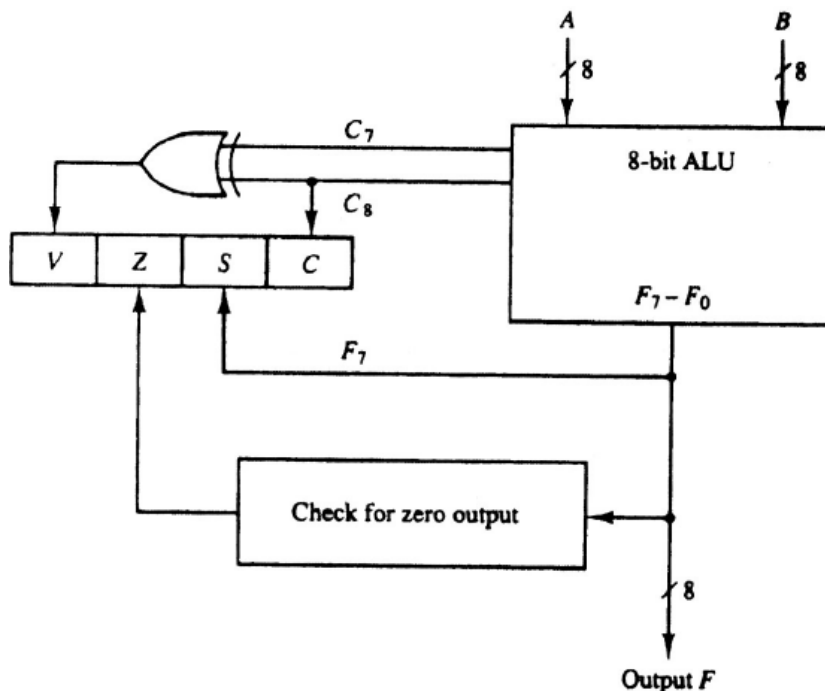 A
B
8
8
C₇
8-bit ALU
C₈
V Z S C
F₇ – F₀
F₇
Check for zero output
8
Output F